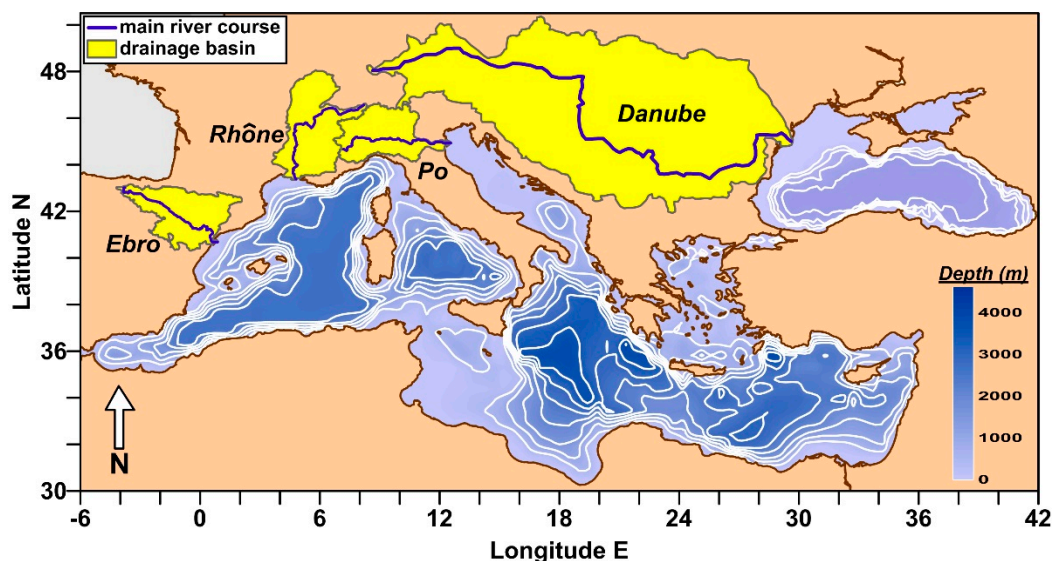 main river course
drainage basin
48
Rhône
Danube
Po
42
Ebro
Latitude N
Depth (m)
4000
3000
2000
1000
0
36
N
30
-6
0
6
12
18
24
30
36
42
Longitude E